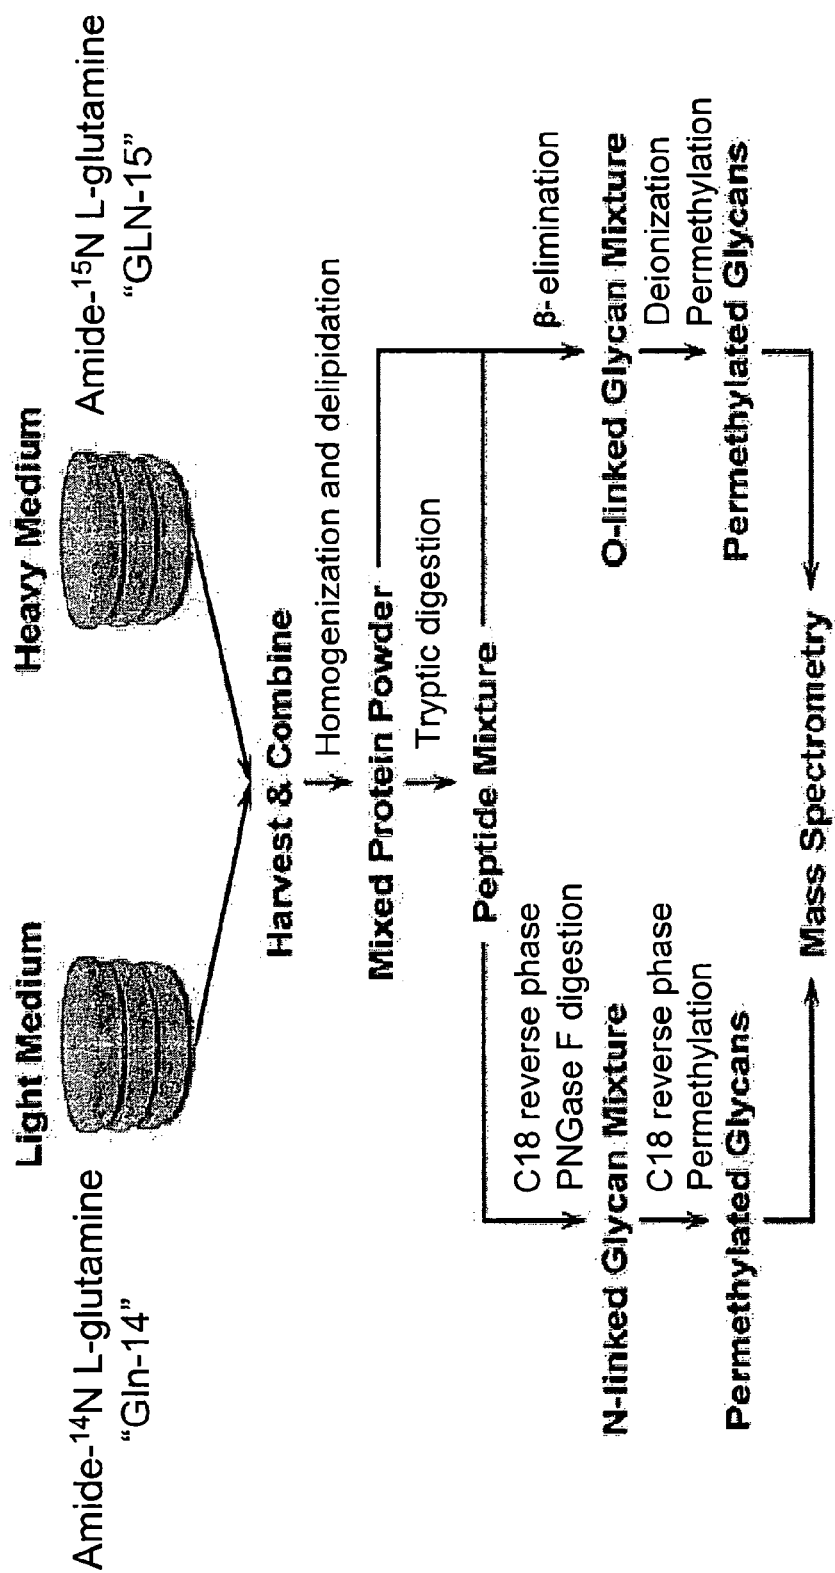 Light Medium
Heavy Medium
Amide-¹⁴N L-glutamine
“Gln-14”
Amide-¹⁵N L-glutamine
“GLN-15”
Harvest & Combine
Homogenization and delipidation
Mixed Protein Powder
Tryptic digestion
Peptide Mixture
C18 reverse phase
PNGase F digestion
β- elimination
N-linked Glycan Mixture
O-linked Glycan Mixture
C18 reverse phase
Permethylation
Deionization
Permethylation
Permethylated Glycans
Permethylated Glycans
Mass Spectrometry